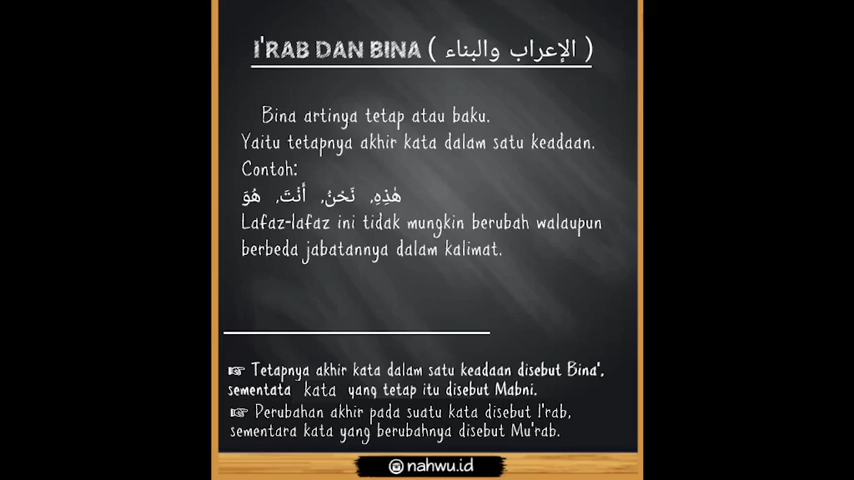 I'RAB DAN BINA ( الإعراب والبناء )
Bina artinya tetap atau baku.
Yaitu tetapnya akhir kata dalam satu keadaan.
Contoh:
هٰذِهِ, نَحْنُ, أَنْتَ, هُوَ
Lafaz-lafaz ini tidak mungkin berubah walaupun
berbeda jabatannya dalam kalimat.
☞ Tetapnya akhir kata dalam satu keadaan disebut Bina',
sementata kata yang tetap itu disebut Mabni.
☞ Perubahan akhir pada suatu kata disebut I'rab,
sementara kata yang berubahnya disebut Mu'rab.
nahwu.id